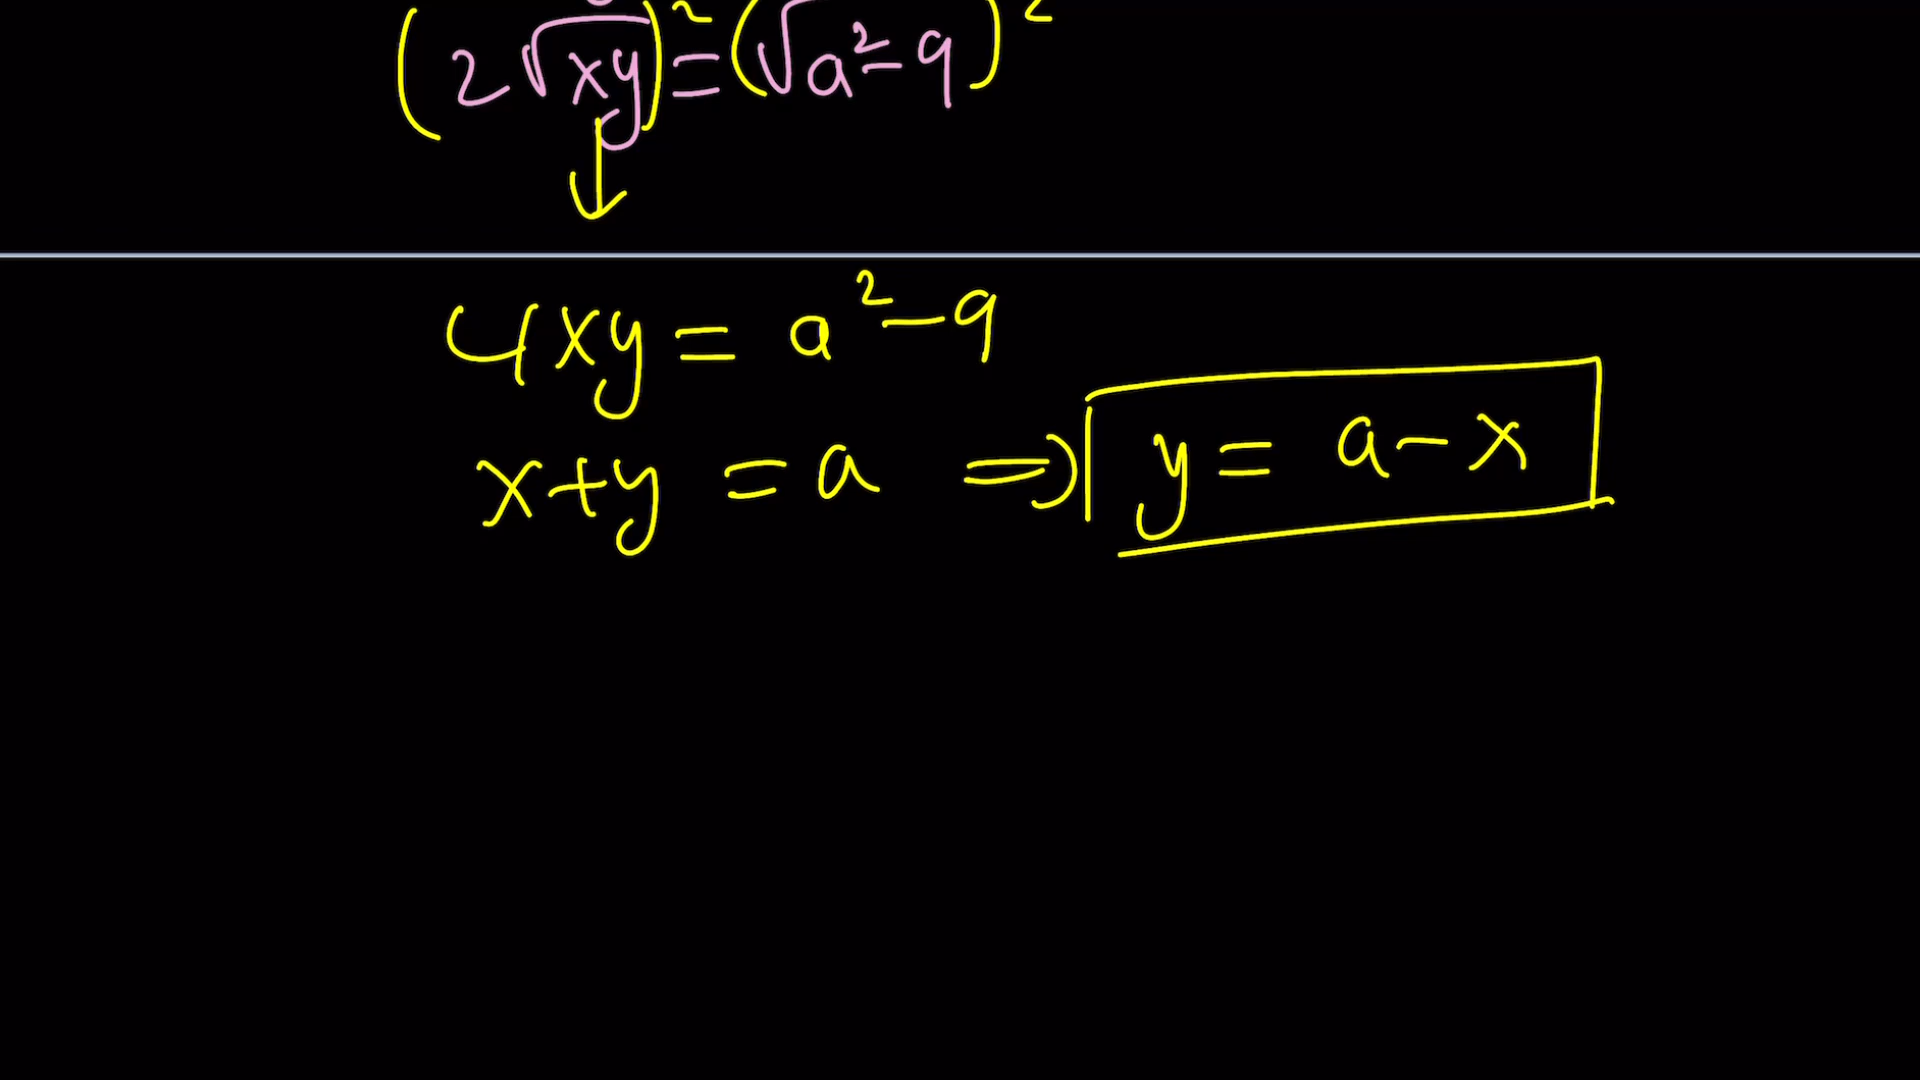 (2√xy)² = (√a²-9)²
4xy = a²-9
x+y = a ⇒ y = a-x